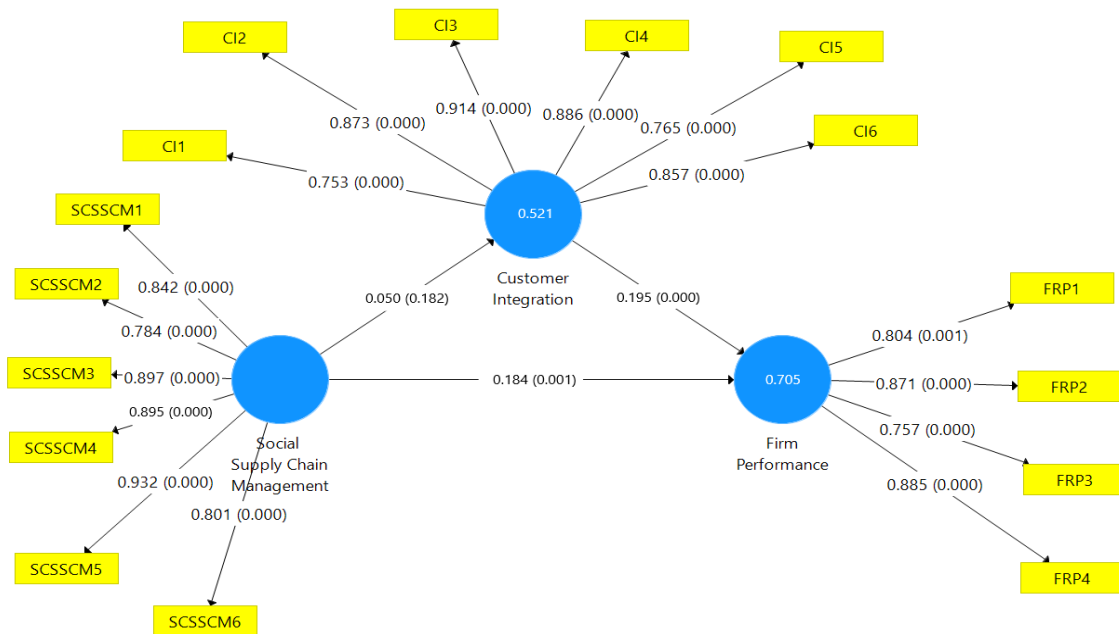 CI3
CI2
CI4
CI5
0.914 (0.000)
0.886 (0.000)
0.873 (0.000)
0.765 (0.000)
CI1
CI6
0.753 (0.000)
0.857 (0.000)
SCSSCM1
0.521
Customer
Integration
SCSSCM2
0.842 (0.000)
0.050 (0.182)
0.195 (0.000)
FRP1
0.784 (0.000)
0.804 (0.001)
SCSSCM3
0.897 (0.000)
0.184 (0.001)
0.705
0.871 (0.000)
FRP2
0.895 (0.000)
0.757 (0.000)
SCSSCM4
Social
Supply Chain
Management
Firm
Performance
0.932 (0.000)
0.885 (0.000)
FRP3
0.801 (0.000)
SCSSCM5
FRP4
SCSSCM6